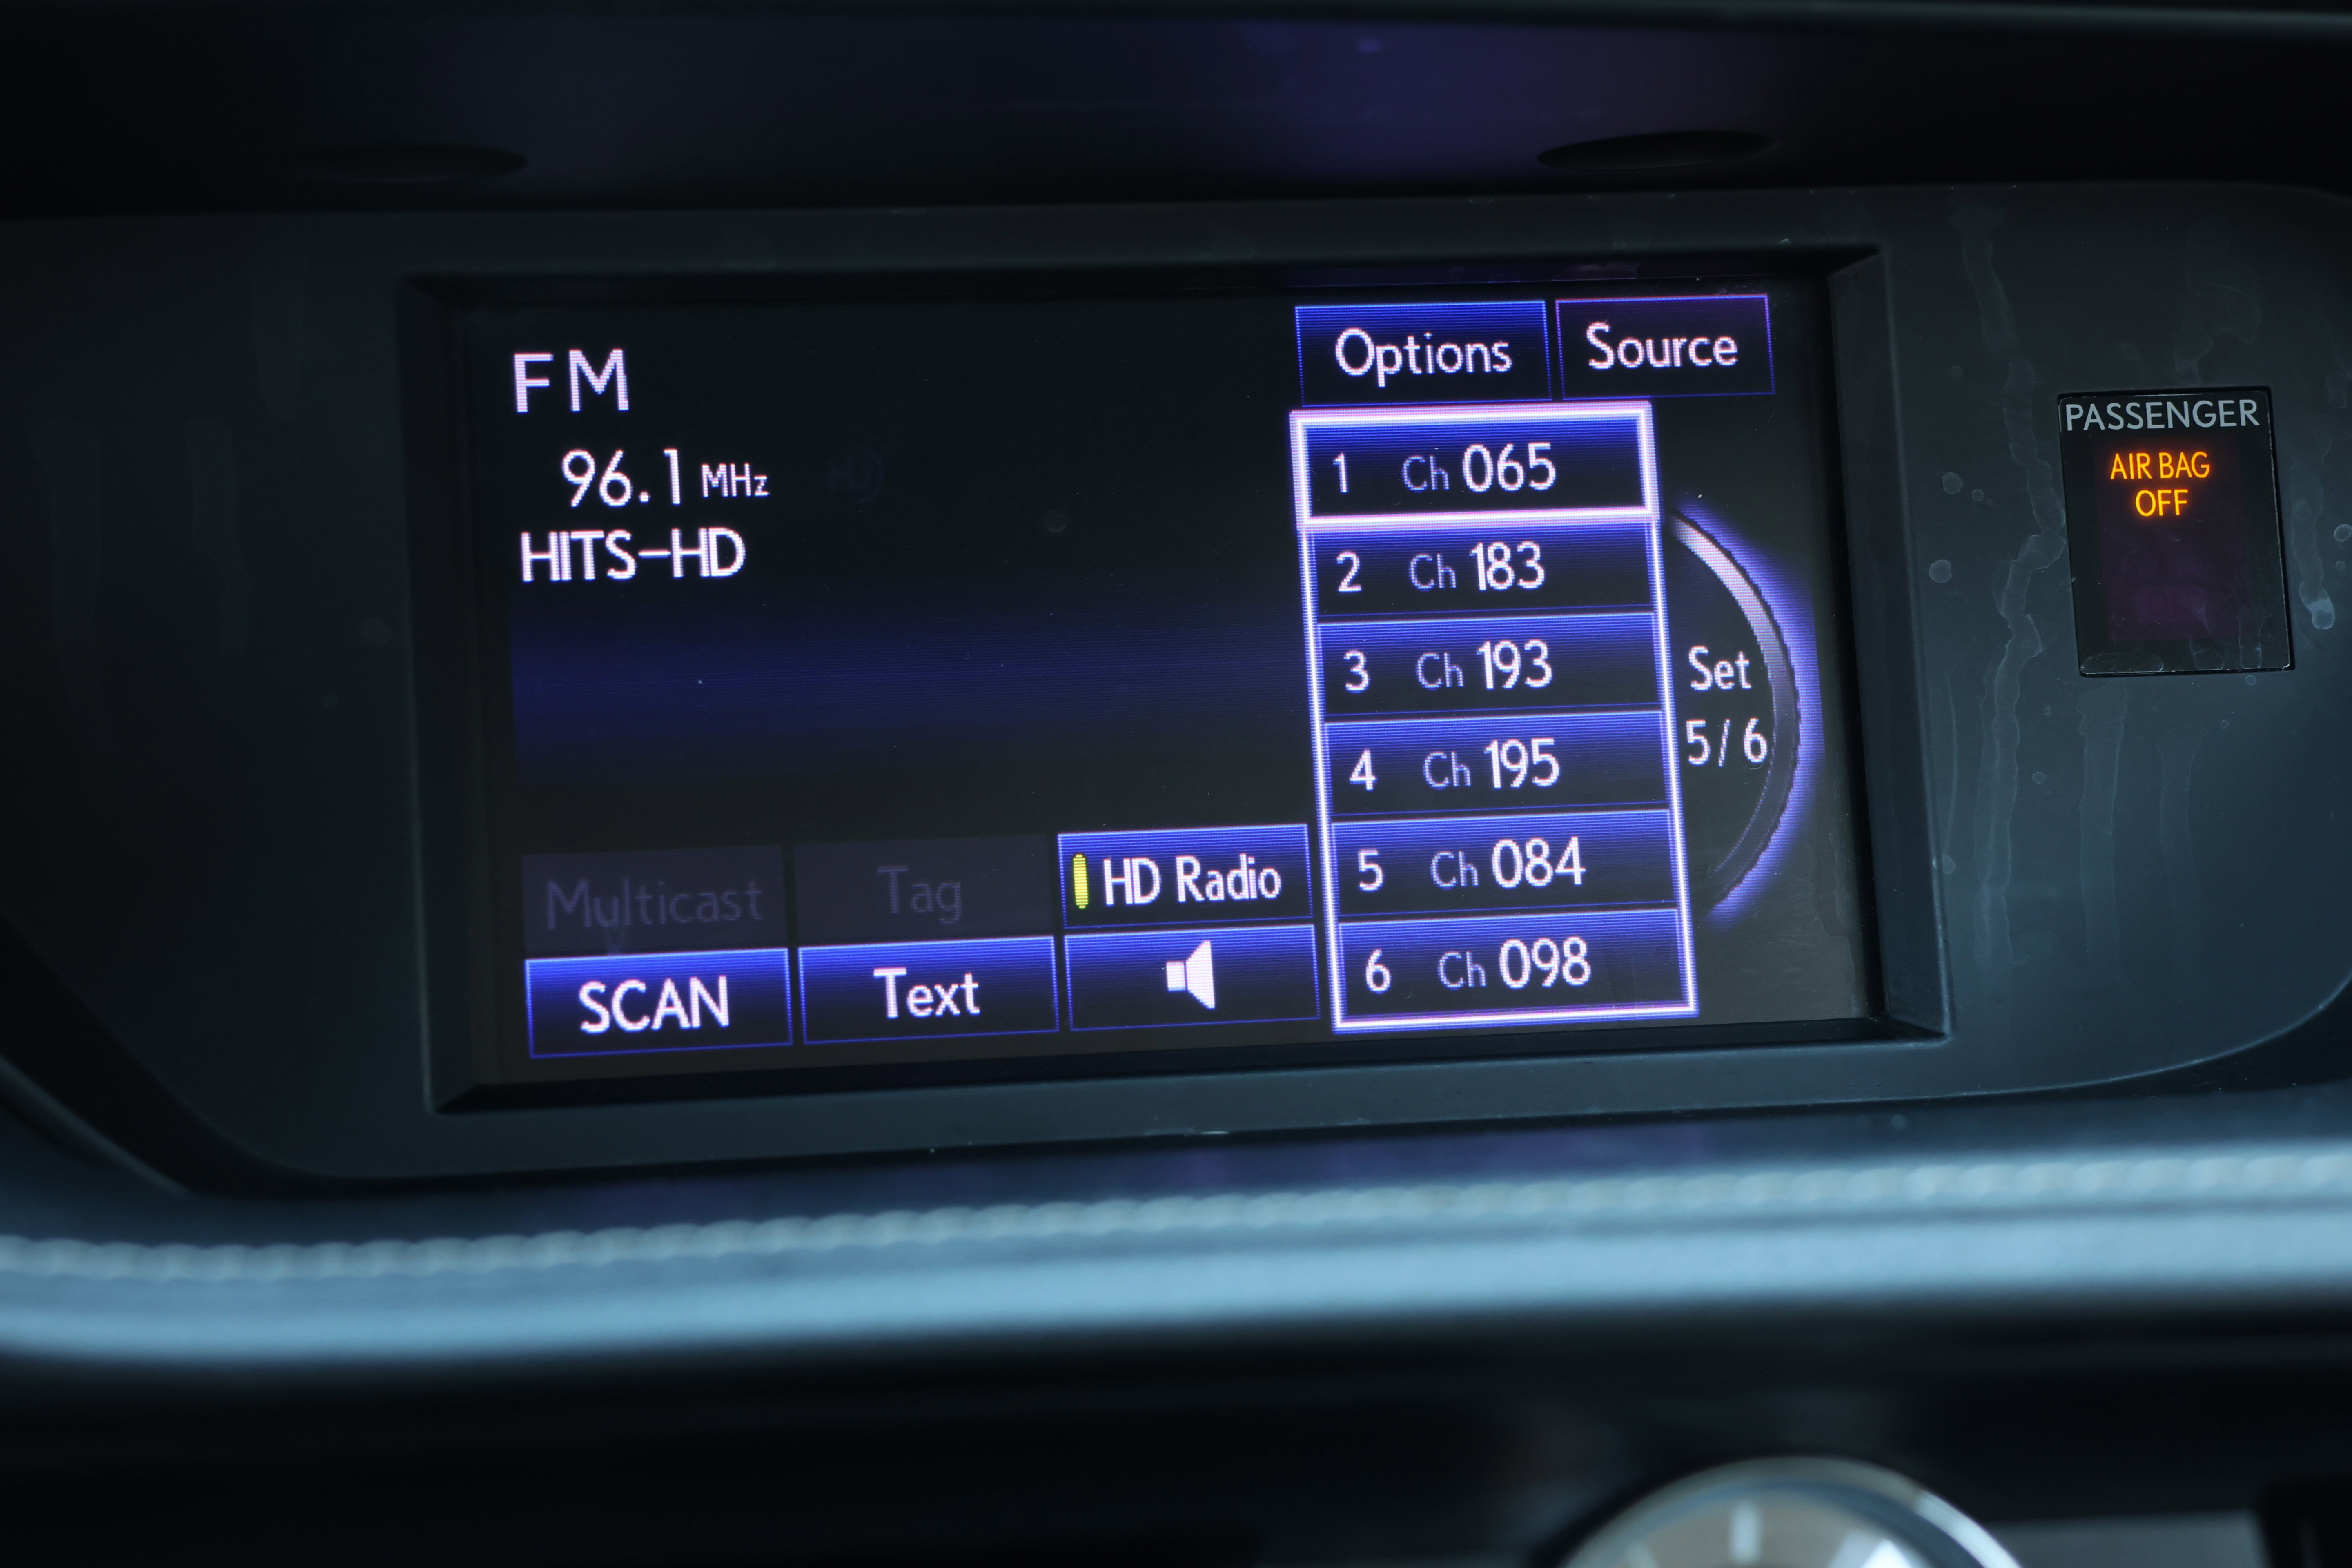 FM
96.1 MHz
HITS-HD
Options
Source
1 Ch 065
2 Ch 183
3 Ch 193
4 Ch 195
5 Ch 084
6 Ch 098
Set
5/6
Multicast
Tag
HD Radio
SCAN
Text
PASSENGER
AIR BAG
OFF